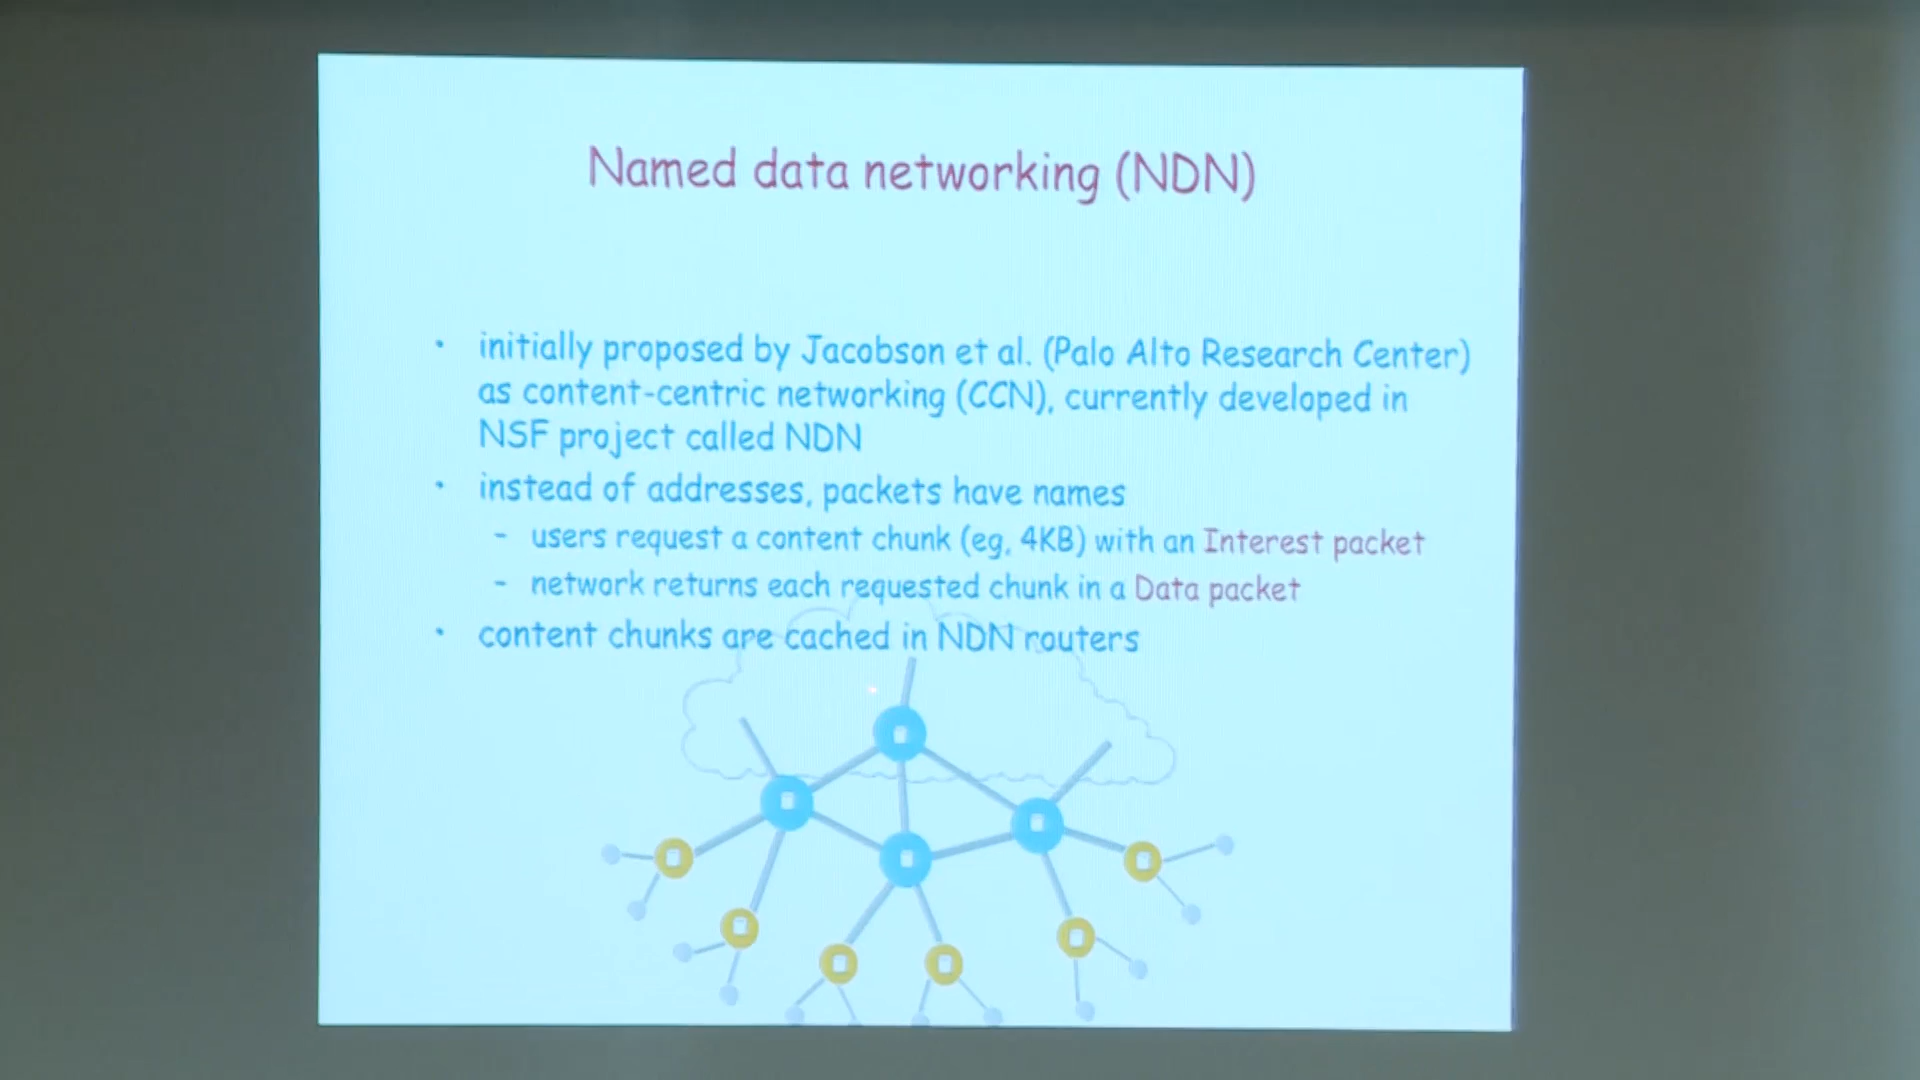 Named data networking (NDN)
• initially proposed by Jacobson et al. (Palo Alto Research Center)
as content-centric networking (CCN), currently developed in
NSF project called NDN
• instead of addresses, packets have names
- users request a content chunk (eg, 4KB) with an Interest packet
- network returns each requested chunk in a Data packet
• content chunks are cached in NDN routers